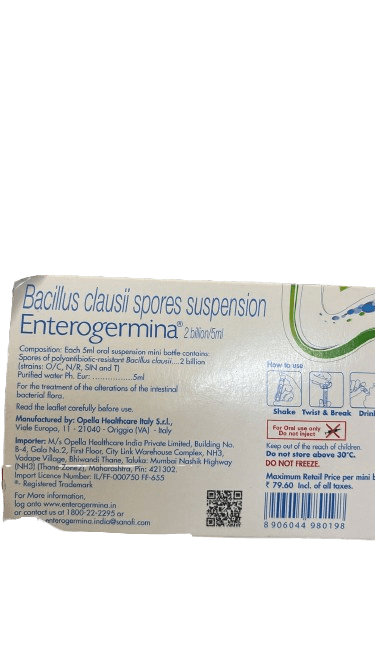 Bacillus clausii spores suspension
Enterogermina® 2 billion/5ml
Composition: Each 5ml oral suspension mini bottle contains:
Spores of polyantibiotic-resistant Bacillus clausii....2 billion
(strains: O/C, N/R, SIN and T)
Purified water Ph. Eur: ..................5ml
For the treatment of the alterations of the intestinal
bacterial flora.
Read the leaflet carefully before use.
Manufactured by: Opella Healthcare Italy S.r.l.,
Viale Europa, 11 - 21040 - Origgio (VA) - Italy
Importer: M/s Opella Healthcare India Private Limited, Building No.
B-4, Gala No.2, First Floor, City Link Warehouse Complex, NH3,
Vadape Village, Bhiwandi Thane, Taluka: Mumbai Nashik Highway
(NH3) (Thane Zone2), Maharashtra, Pin: 421302.
Import Licence Number: IL/FF-000750 FF-655
®: Registered Trademark
For More information,
log onto www.enterogermina.in
or contact us at 1800-22-2295 or
enterogermina.india@sanofi.com
How to use
Shake Twist & Break Drin
For Oral use only
Do not inject
Keep out of the reach of children.
Do not store above 30°C.
DO NOT FREEZE.
Maximum Retail Price per mini b
₹ 79.60 Incl. of all taxes.
8 906044 980198